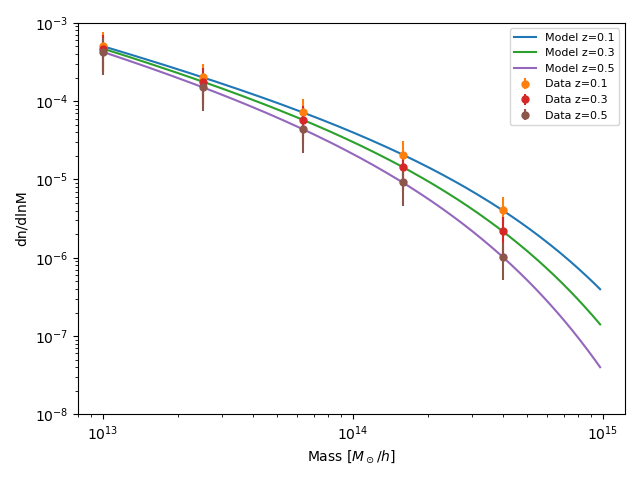 10⁻³
10⁻⁴
10⁻⁵
10⁻⁶
10⁻⁷
10⁻⁸
dn/dlnM
Model z=0.1
Model z=0.3
Model z=0.5
Data z=0.1
Data z=0.3
Data z=0.5
10¹³
10¹⁴
10¹⁵
Mass [M⊙/h]